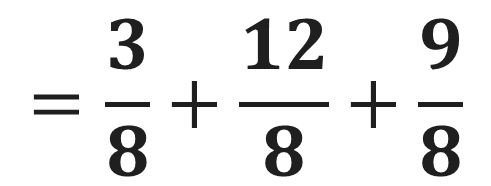 = 3/8 + 12/8 + 9/8